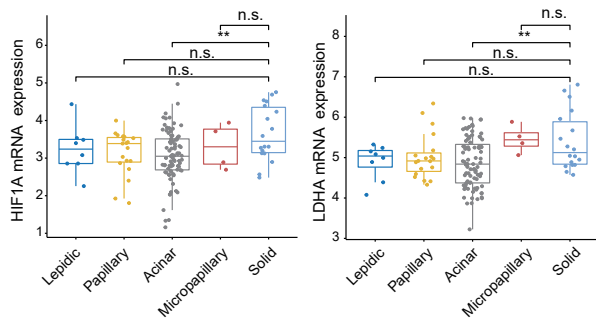 n.s.
**
n.s.
n.s.
HIF1A mRNA expression
6
5
4
3
2
1
Lepidic
Papillary
Acinar
Micropapillary
Solid
n.s.
**
n.s.
n.s.
LDHA mRNA expression
8
7
6
5
4
3
Lepidic
Papillary
Acinar
Micropapillary
Solid